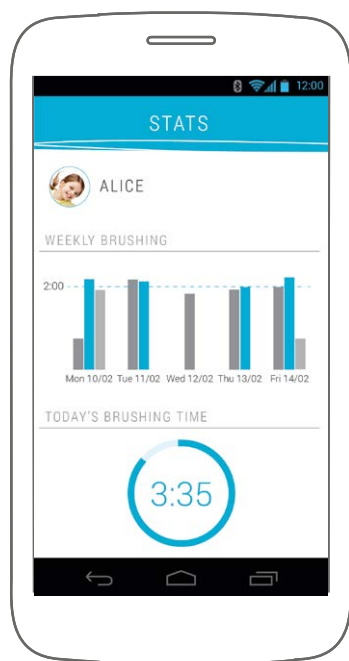 12:00
STATS
ALICE
WEEKLY BRUSHING
2:00
Mon 10/02 Tue 11/02 Wed 12/02 Thu 13/02 Fri 14/02
TODAY'S BRUSHING TIME
3:35